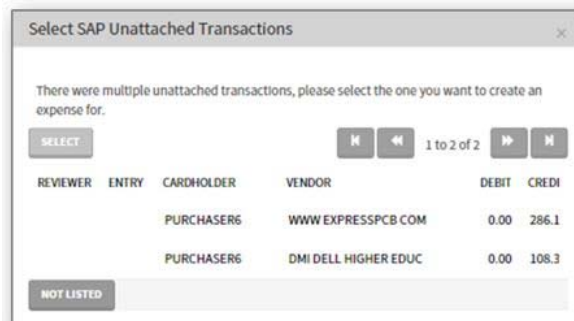 Select SAP Unattached Transactions ×
There were multiple unattached transactions, please select the one you want to create an
expense for.
SELECT 1 to 2 of 2
REVIEWER ENTRY CARDHOLDER VENDOR DEBIT CREDI
PURCHASER6 WWW EXPRESSPCB COM 0.00 286.1
PURCHASER6 DMI DELL HIGHER EDUC 0.00 108.3
NOT LISTED